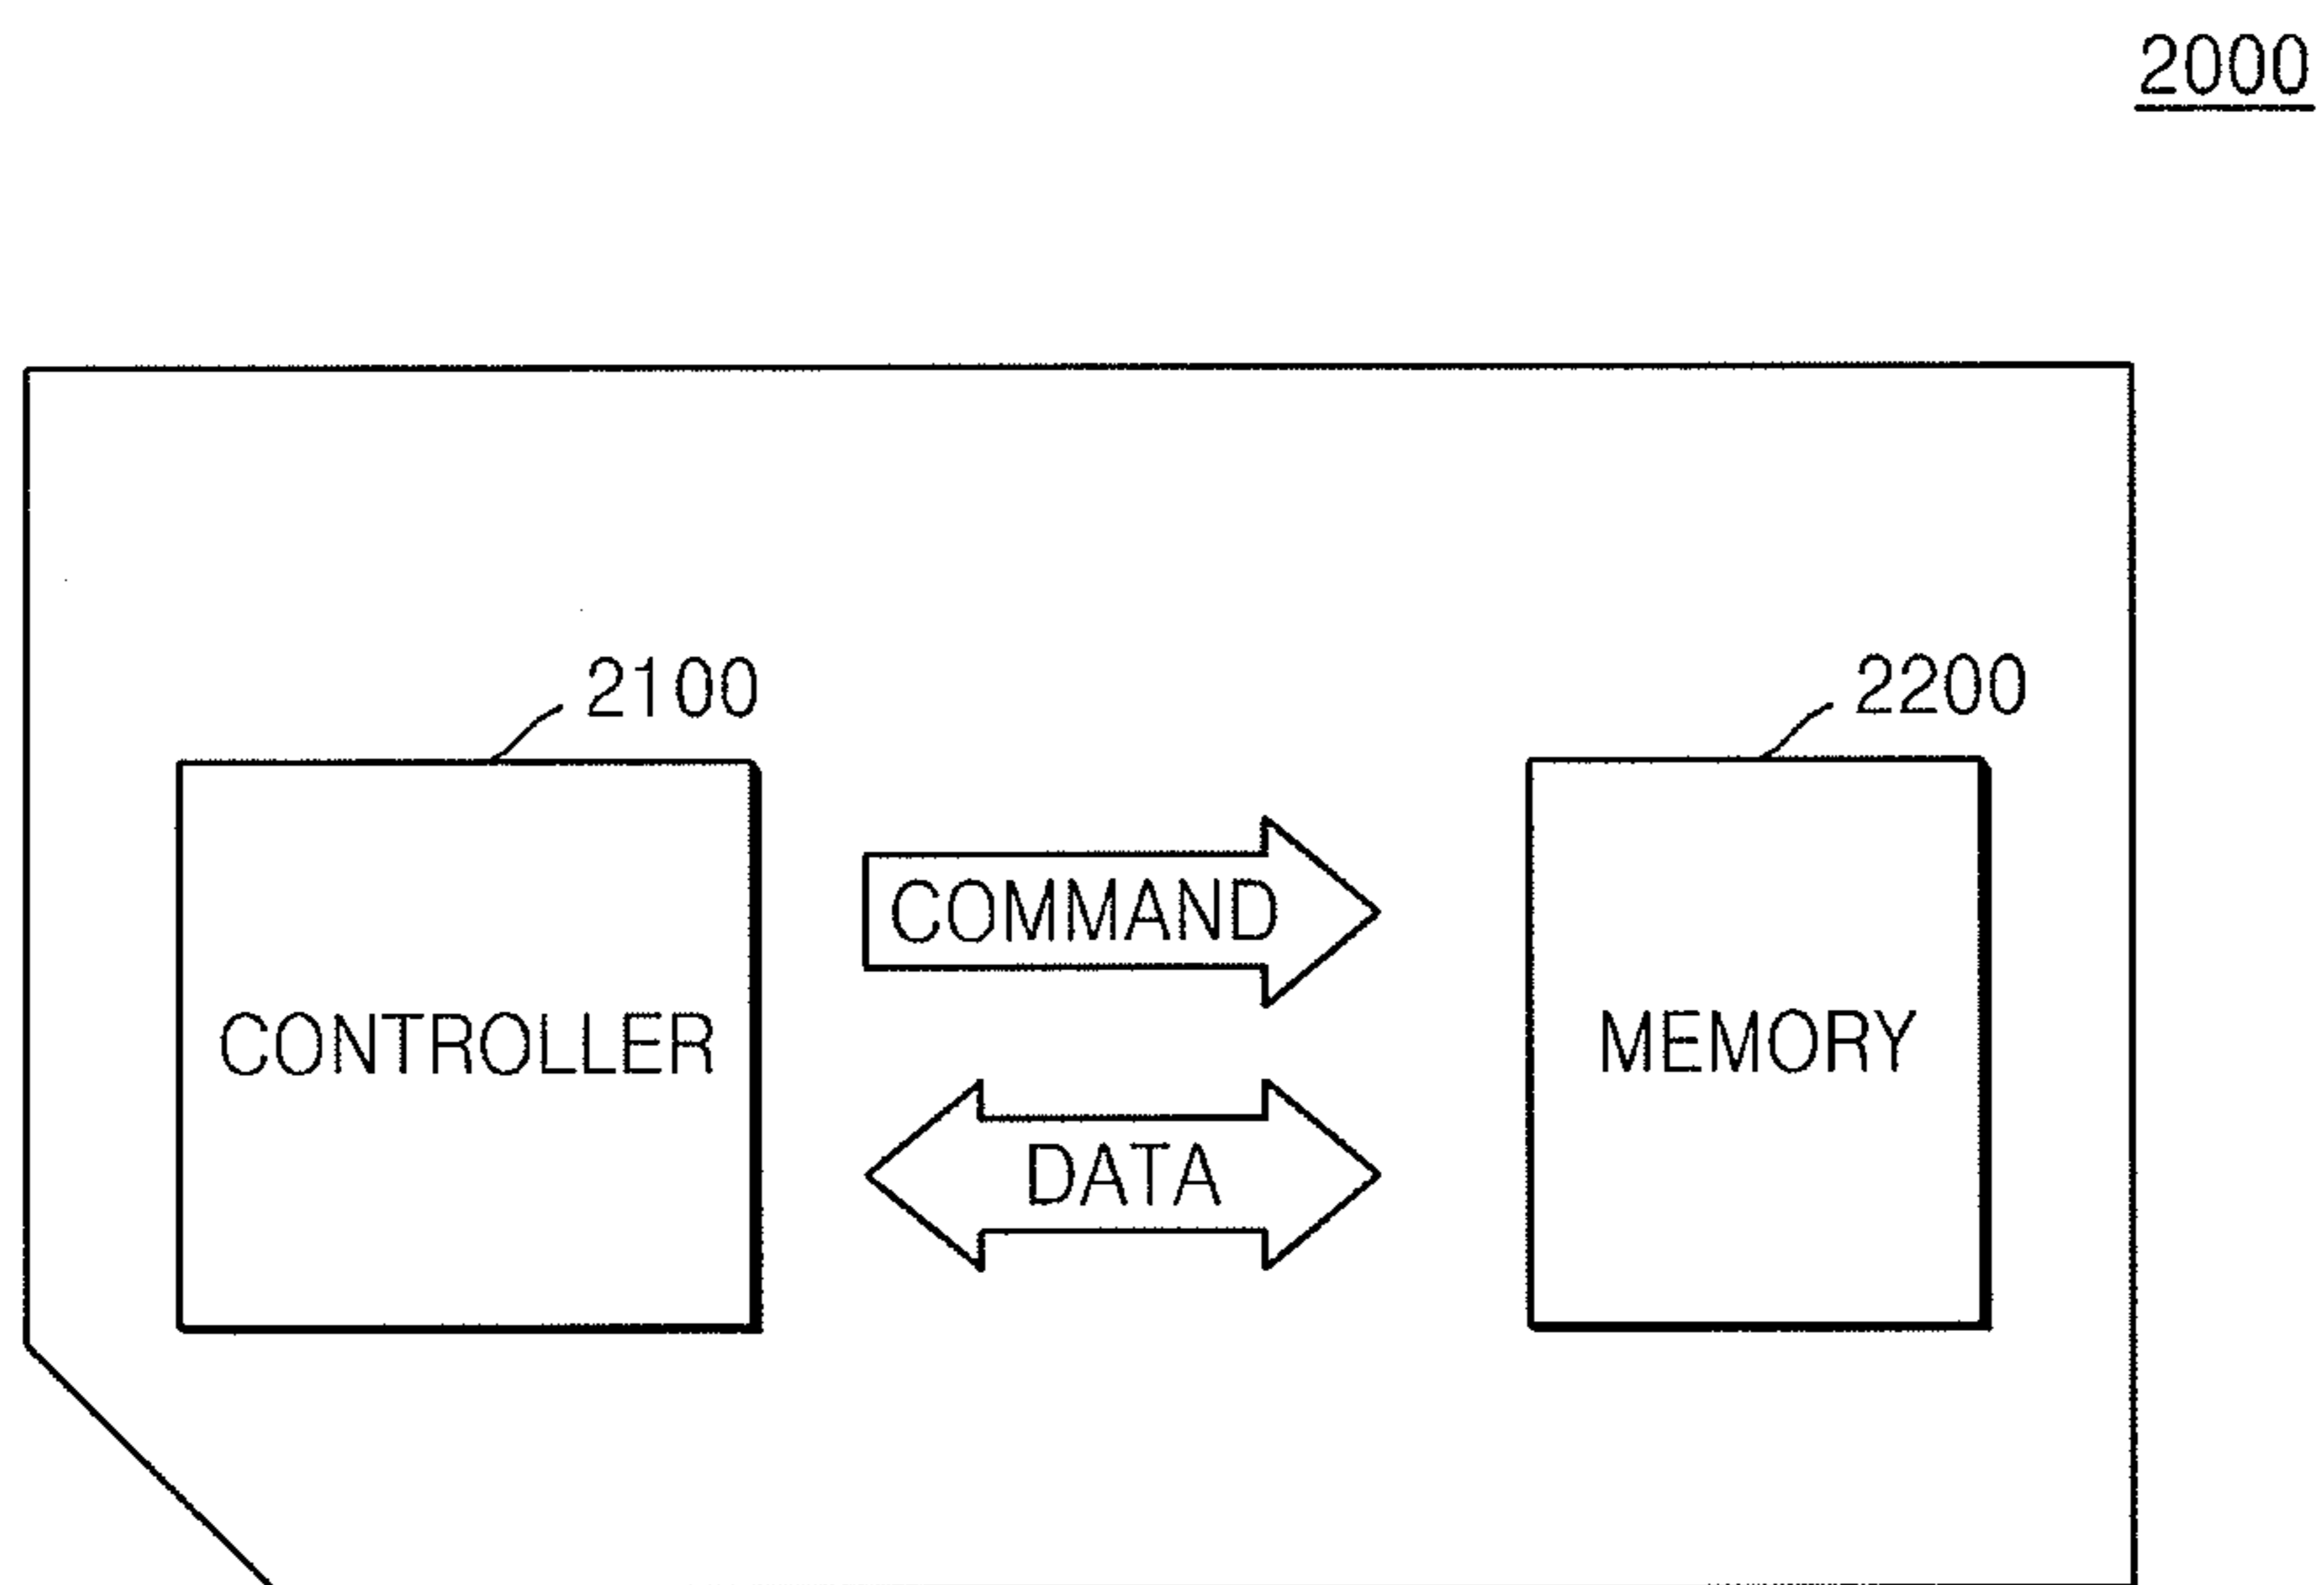 2000
2100
2200
COMMAND
CONTROLLER
MEMORY
DATA